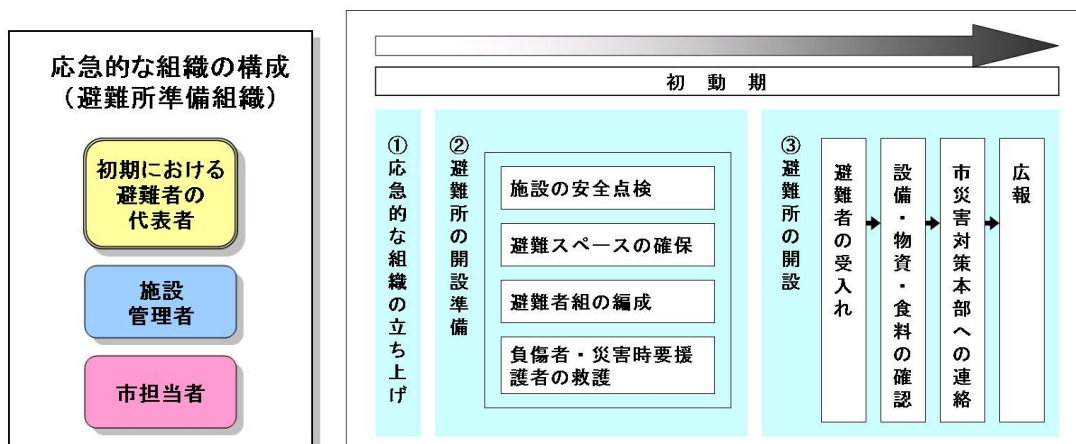 応急的な組織の構成
（避難所準備組織）
初期における
避難者の
代表者
施設
管理者
市担当者
初動期
①応急的な組織の立ち上げ
②避難所の開設準備
施設の安全点検
避難スペースの確保
避難者組の編成
負傷者・災害時要援
護者の救護
③避難所の開設
避難者の受入れ
設備・物資・食料の確認
市災害対策本部への連絡
広報